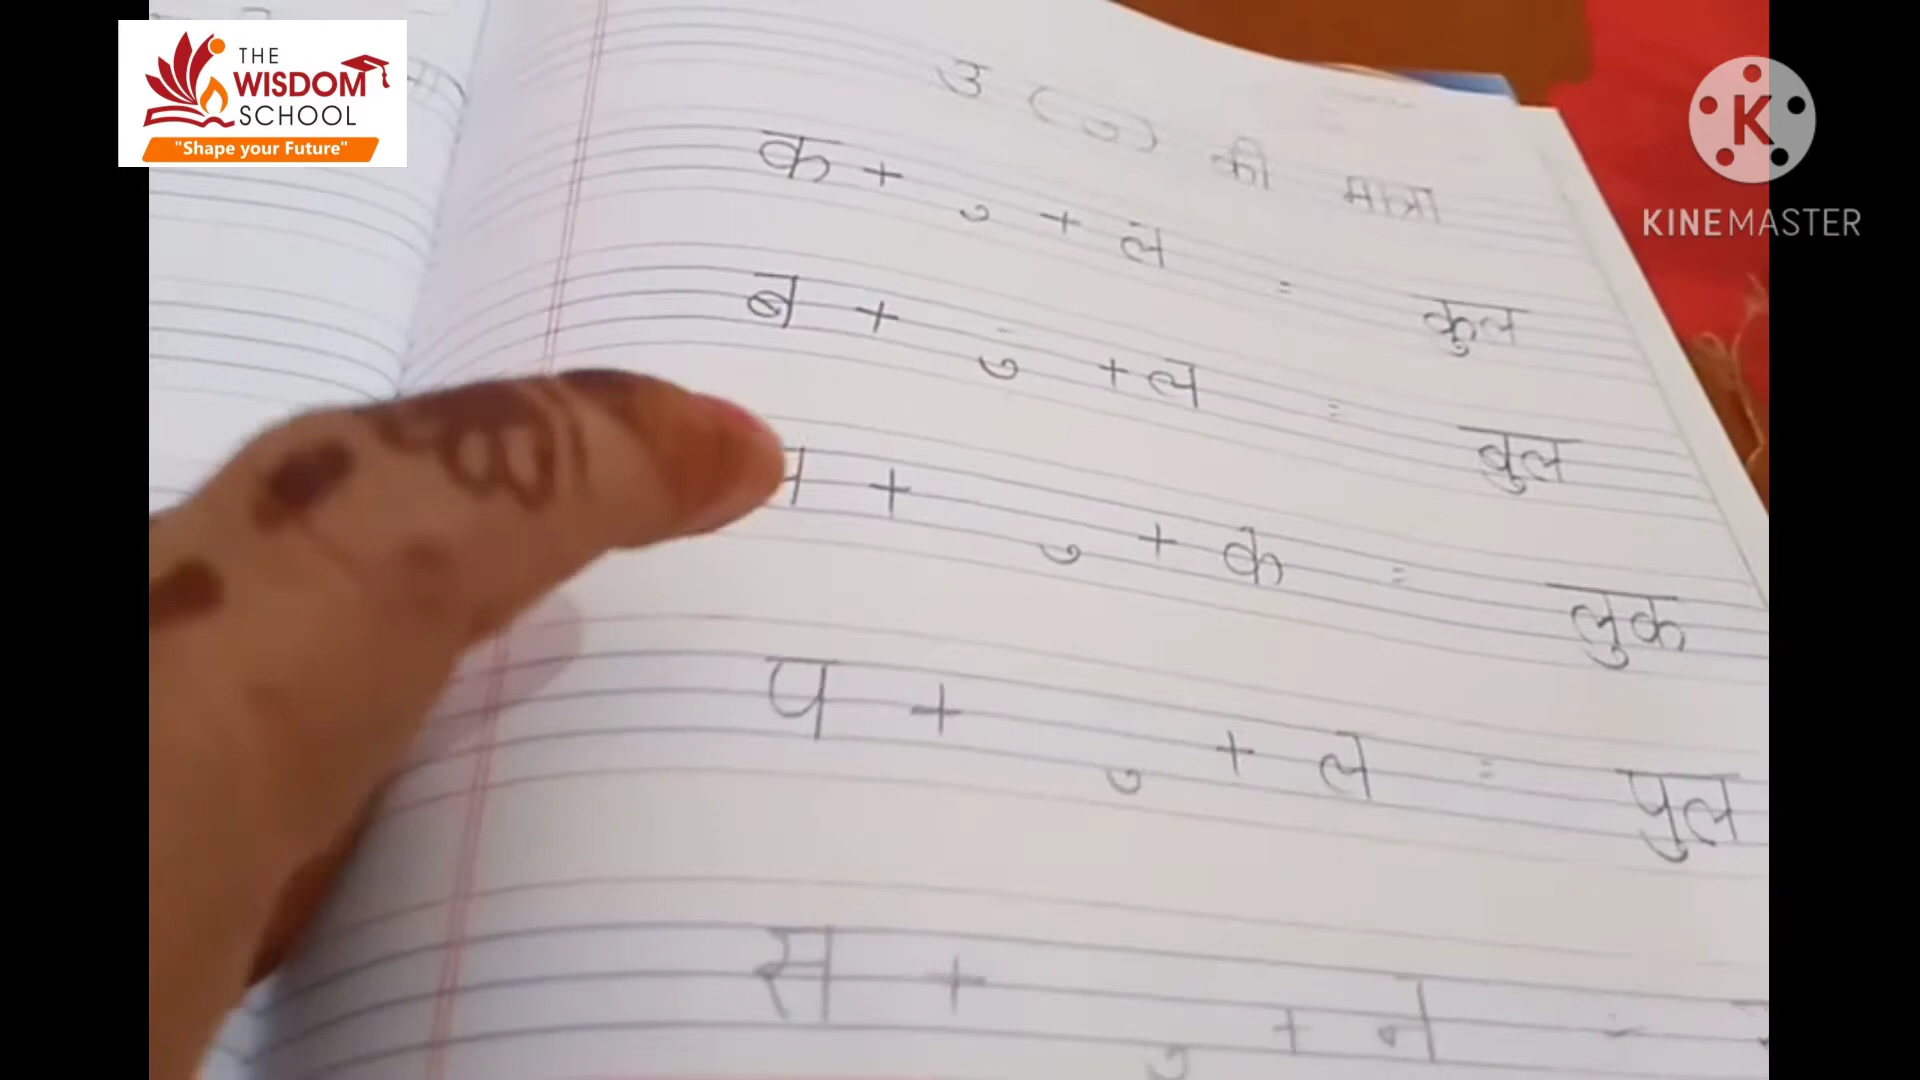 THE
WISDOM
SCHOOL
"Shape your Future"
K
KINEMASTER
उ ( ु ) की मात्रा
क + ु + ल = कुल
ब + ु + ल = बुल
+ ु + क = लुक
प + ु + ल = पुल
स + ु + न =